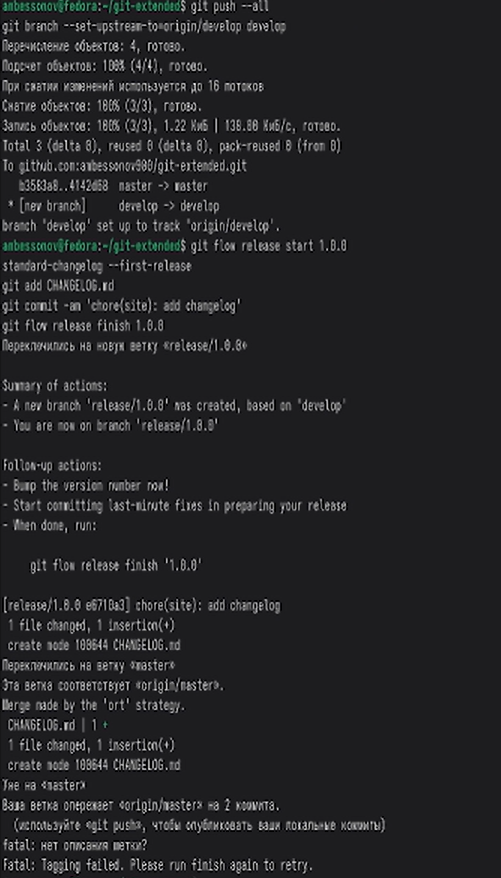 anbessonov@fedora:~/git-extended$ git push --all
git branch --set-upstream-to=origin/develop develop
Перечисление объектов: 4, готово.
Подсчет объектов: 100% (4/4), готово.
При сжатии изменений используется до 16 потоков
Сжатие объектов: 100% (3/3), готово.
Запись объектов: 100% (3/3), 1.22 КиБ | 138.00 КиБ/с, готово.
Total 3 (delta 0), reused 0 (delta 0), pack-reused 0 (from 0)
To github.com:anbessonov900/git-extended.git
b3583a8..4142d68 master -> master
* [new branch] develop -> develop
branch 'develop' set up to track 'origin/develop'.
anbessonov@fedora:~/git-extended$ git flow release start 1.0.0
standard-changelog --first-release
git add CHANGELOG.md
git commit -am 'chore(site): add changelog'
git flow release finish 1.0.0
Переключились на новую ветку «release/1.0.0»
Summary of actions:
- A new branch 'release/1.0.0' was created, based on 'develop'
- You are now on branch 'release/1.0.0'
Follow-up actions:
- Bump the version number now!
- Start committing last-minute fixes in preparing your release
- When done, run:
git flow release finish '1.0.0'
[release/1.0.0 e6710a3] chore(site): add changelog
1 file changed, 1 insertion(+)
create mode 100644 CHANGELOG.md
Переключились на ветку «master»
Эта ветка соответствует «origin/master».
Merge made by the 'ort' strategy.
CHANGELOG.md | 1 +
1 file changed, 1 insertion(+)
create mode 100644 CHANGELOG.md
Уже на «master»
Ваша ветка опережает «origin/master» на 2 коммита.
(используйте «git push», чтобы опубликовать ваши локальные коммиты)
fatal: нет описания метки?
Fatal: Tagging failed. Please run finish again to retry.